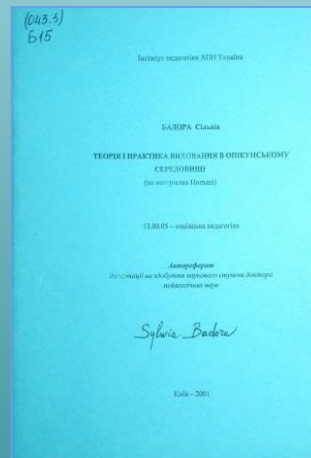 (043.3)
Б15
Інститут педагогіки АПН України
БАДОРА Сільвія
ТЕОРІЯ І ПРАКТИКА ВИХОВАННЯ В ОПІКУНСЬКОМУ
СЕРЕДОВИЩІ
(на матеріалах Польщі)
13.00.05 – соціальна педагогіка
Автореферат
дисертації на здобуття наукового ступеня доктора
педагогічних наук
Sylwia Badora
Київ – 2001